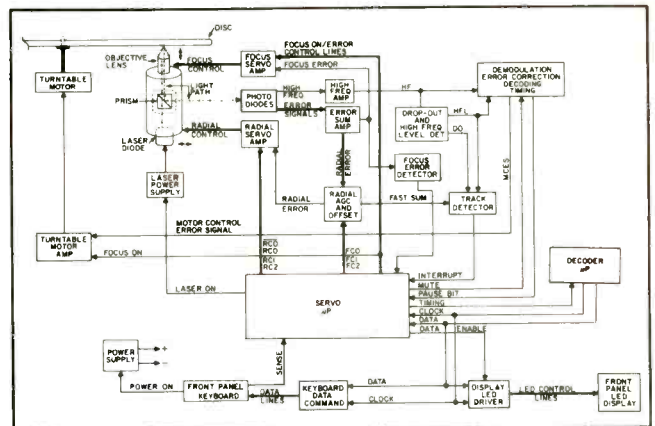 DISC
OBJECTIVE
LENS
FOCUS
CONTROL
FOCUS
SERVO
AMP
FOCUS ON/ERROR
CONTROL LINES
FOCUS ERROR
TURNTABLE
MOTOR
LIGHT
PATH
PRISM
PHOTO
DIODES
HIGH
FREQ
ERROR
SIGNALS
HIGH
FREQ
AMP
HF
DEMODULATION
ERROR CORRECTION
DECODING
TIMING
ERROR
SUM
AMP
DROP-OUT
AND
HIGH FREQ
LEVEL DET
HFL
DO
LASER
DIODE
RADIAL
CONTROL
RADIAL
SERVO
AMP
RADIAL
ERROR
FOCUS
ERROR
DETECTOR
MCES
LASER
POWER
SUPPLY
RADIAL
ERROR
RADIAL
AGC
AND
OFFSET
FAST SUM
TRACK
DETECTOR
MOTOR CONTROL
ERROR SIGNAL
TURNTABLE
MOTOR
AMP
FOCUS ON
RCO
RCO
RC1
RC2
FCO
FC1
FC2
DECODER
μP
LASER ON
SERVO
μP
INTERRUPT
MUTE
PAUSE BIT
TIMING
CLOCK
DATA
DATA
ENABLE
POWER
SUPPLY
+
−
SENSE
POWER ON
FRONT PANEL
KEYBOARD
DATA
LINES
KEYBOARD
DATA
COMMAND
DATA
CLOCK
DISPLAY
LED
DRIVER
LED CONTROL
LINES
FRONT
PANEL
LED
DISPLAY